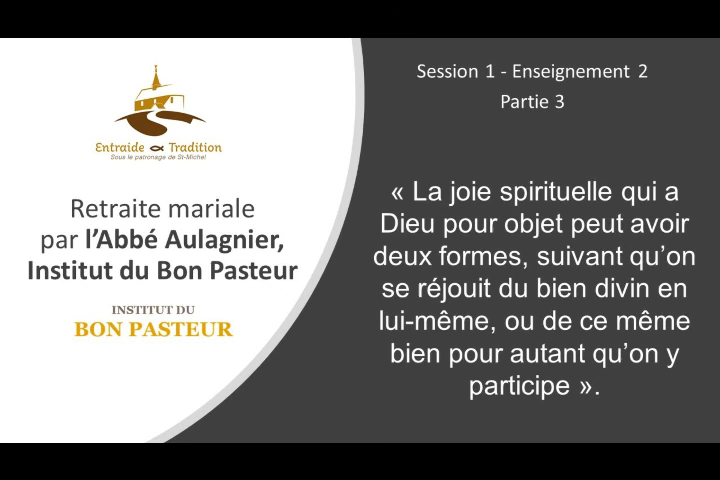 Entraide Tradition
Sous le patronage de St-Michel
Retraite mariale
par l'Abbé Aulagnier,
Institut du Bon Pasteur
INSTITUT DU
BON PASTEUR
Session 1 - Enseignement 2
Partie 3
« La joie spirituelle qui a
Dieu pour objet peut avoir
deux formes, suivant qu'on
se réjouit du bien divin en
lui-même, ou de ce même
bien pour autant qu'on y
participe ».